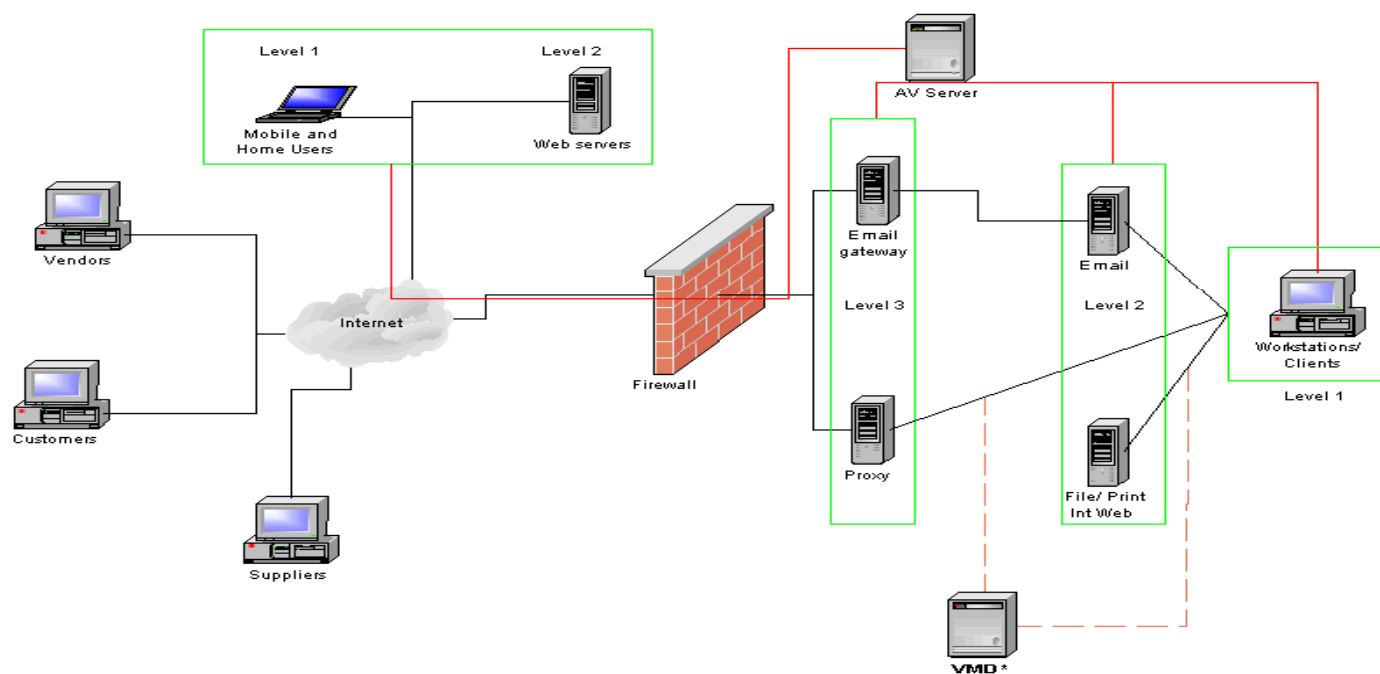 Level 1
Level 2
Mobile and
Home Users
Web servers
AV Server
Vendors
Email
gateway
Email
Level 3
Level 2
Internet
Workstations/
Clients
Firewall
Level 1
Customers
Proxy
File/ Print
Int Web
Suppliers
VMD *